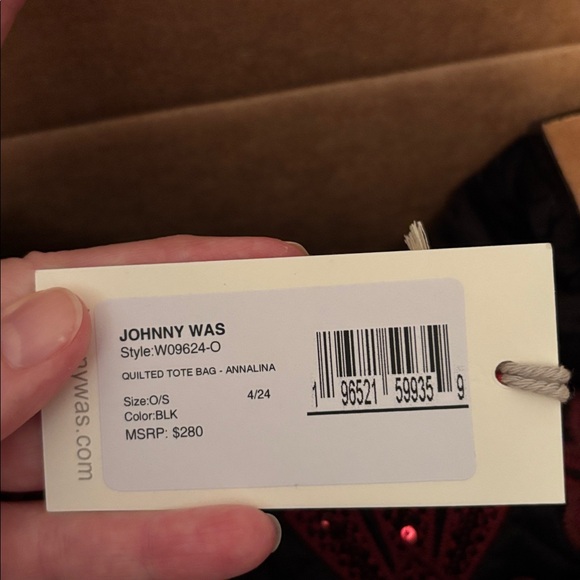 JOHNNY WAS
Style:W09624-O
QUILTED TOTE BAG - ANNALINA
Size:O/S 4/24
Color:BLK
MSRP: $280
1 96521 59935 9
ywas.com